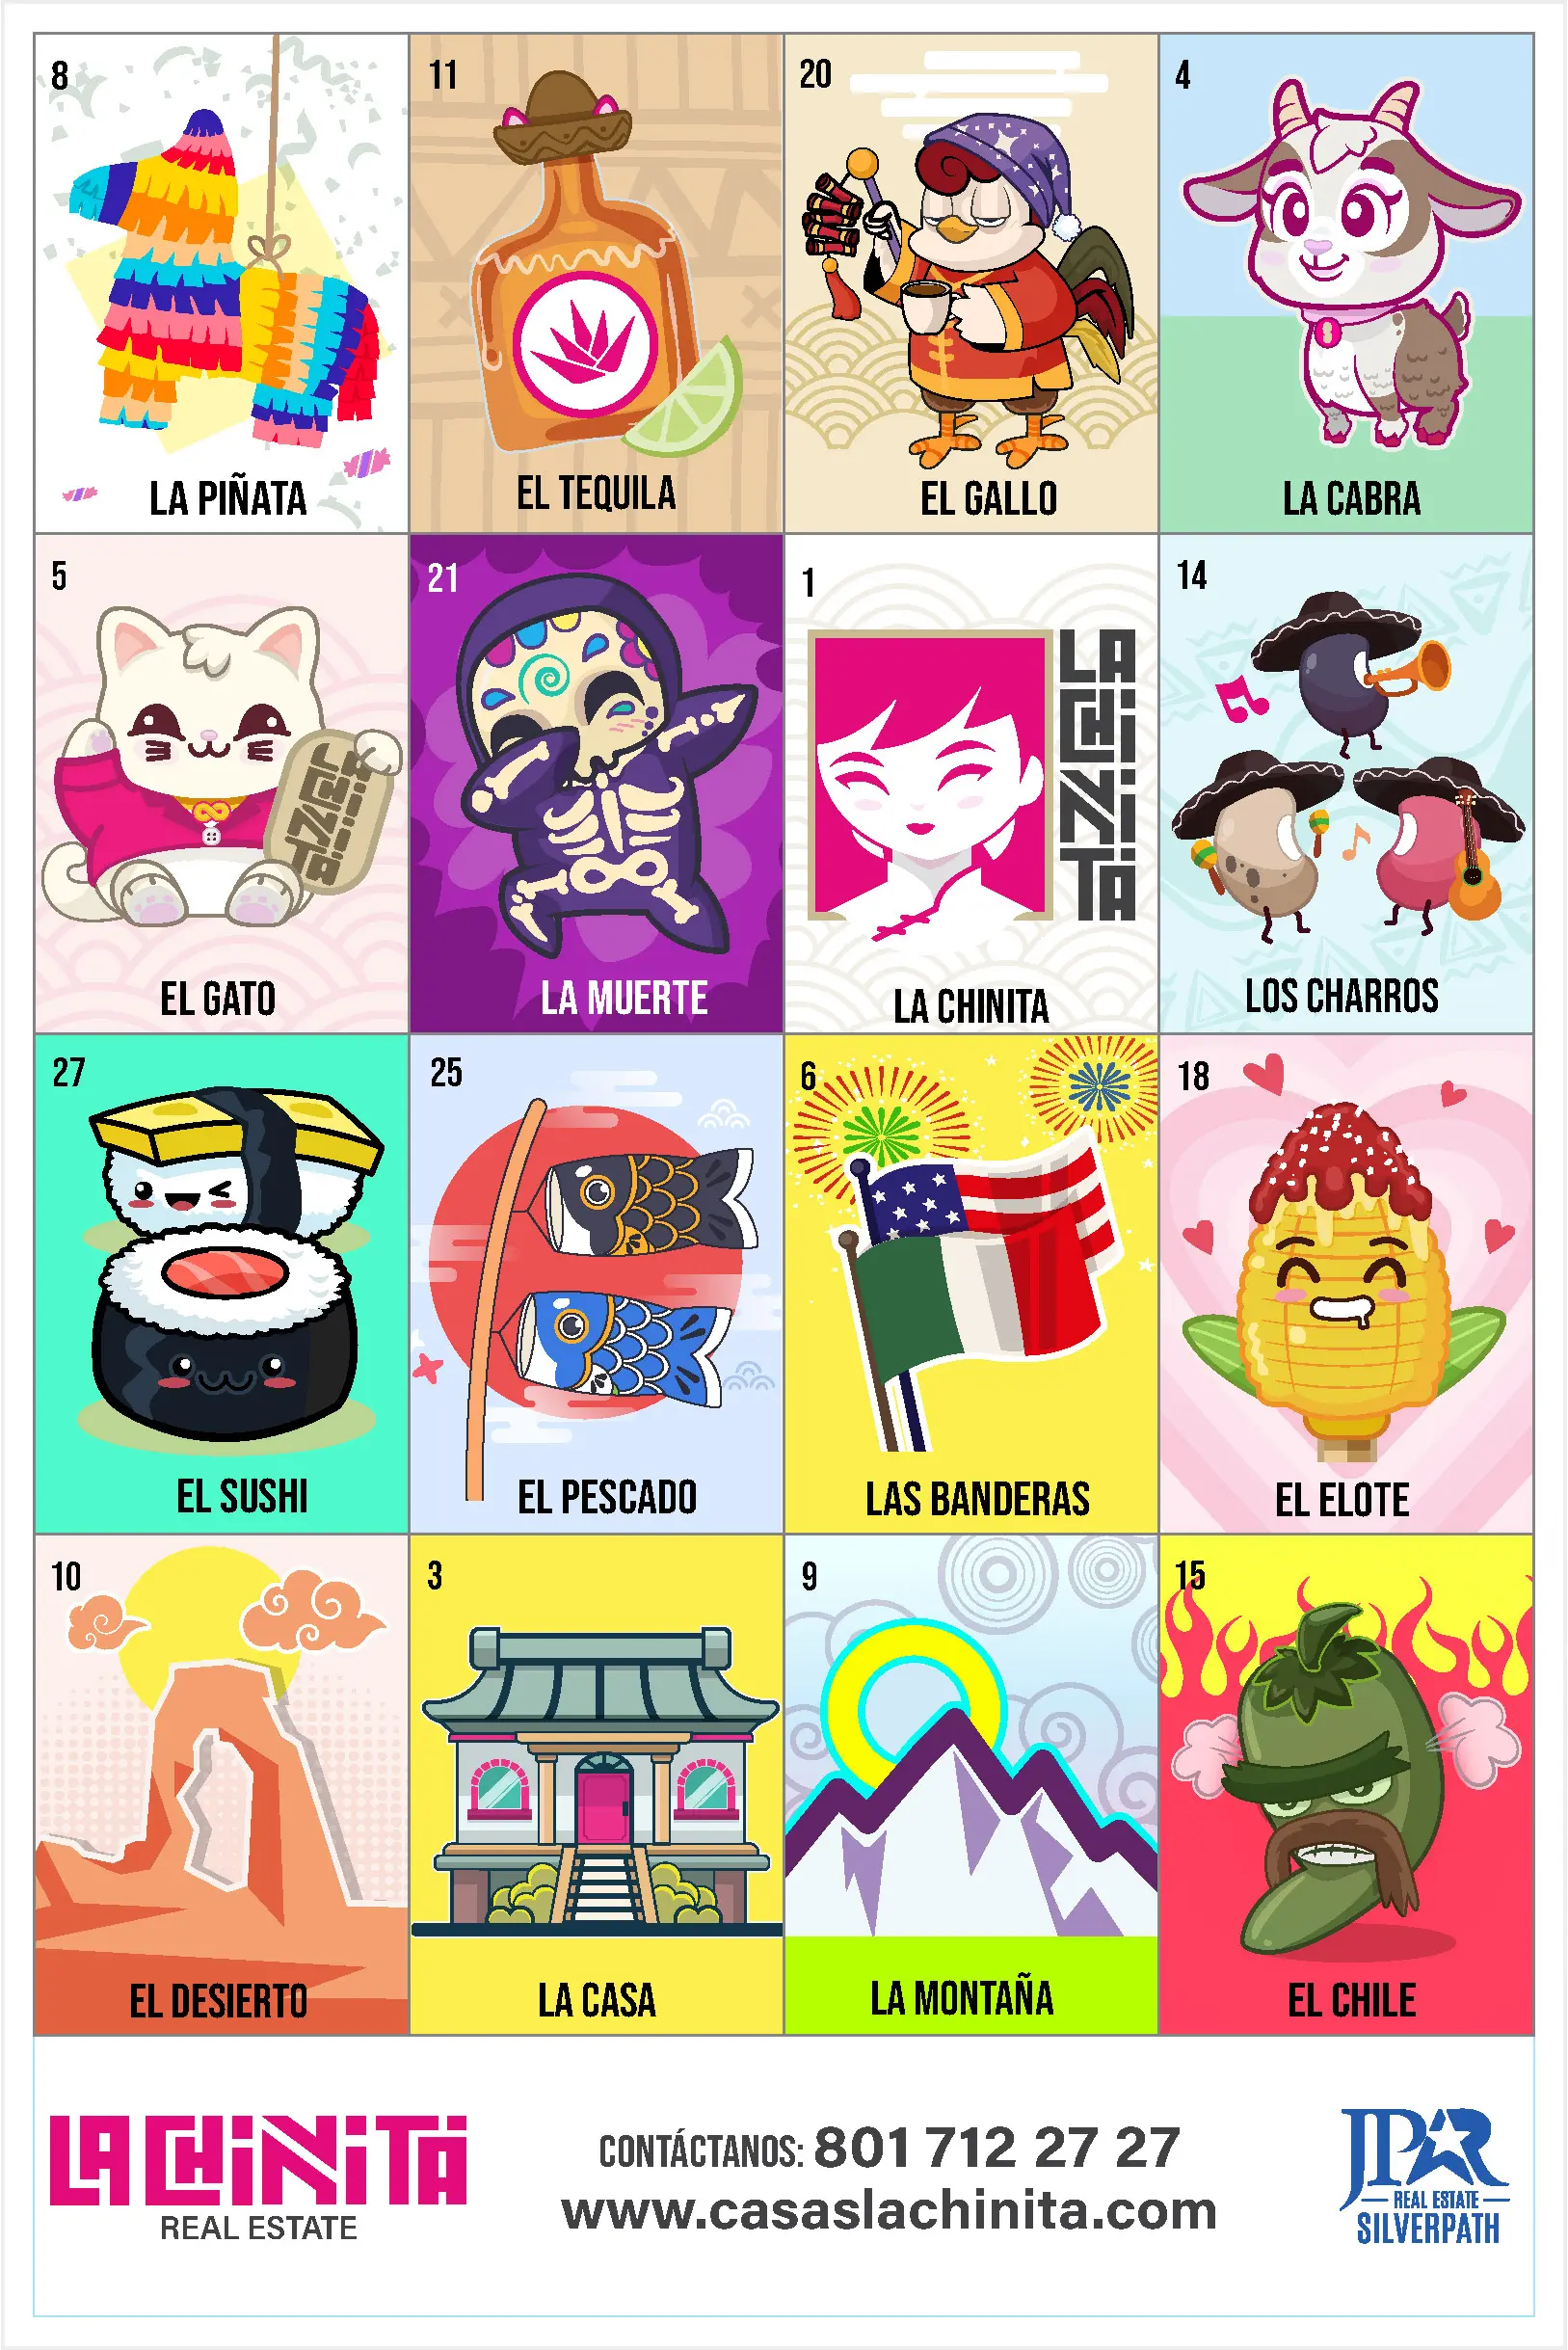 8
LA PIÑATA
11
EL TEQUILA
20
EL GALLO
4
LA CABRA
5
LA CHINITA
EL GATO
21
LA MUERTE
1
LA CHINITA
LA CHINITA
14
LOS CHARROS
27
EL SUSHI
25
EL PESCADO
6
LAS BANDERAS
18
EL ELOTE
10
EL DESIERTO
3
LA CASA
9
LA MONTAÑA
15
EL CHILE
LA CHINITA
REAL ESTATE
CONTÁCTANOS: 801 712 27 27
www.casaslachinita.com
JPAR
REAL ESTATE
SILVERPATH